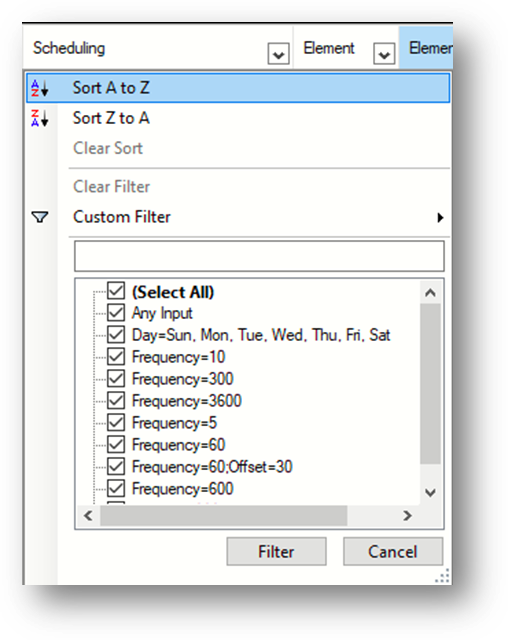 Scheduling Element Elemen
Sort A to Z
Sort Z to A
Clear Sort
Clear Filter
Custom Filter
(Select All)
Any Input
Day=Sun, Mon, Tue, Wed, Thu, Fri, Sat
Frequency=10
Frequency=300
Frequency=3600
Frequency=5
Frequency=60
Frequency=60;Offset=30
Frequency=600
Filter Cancel